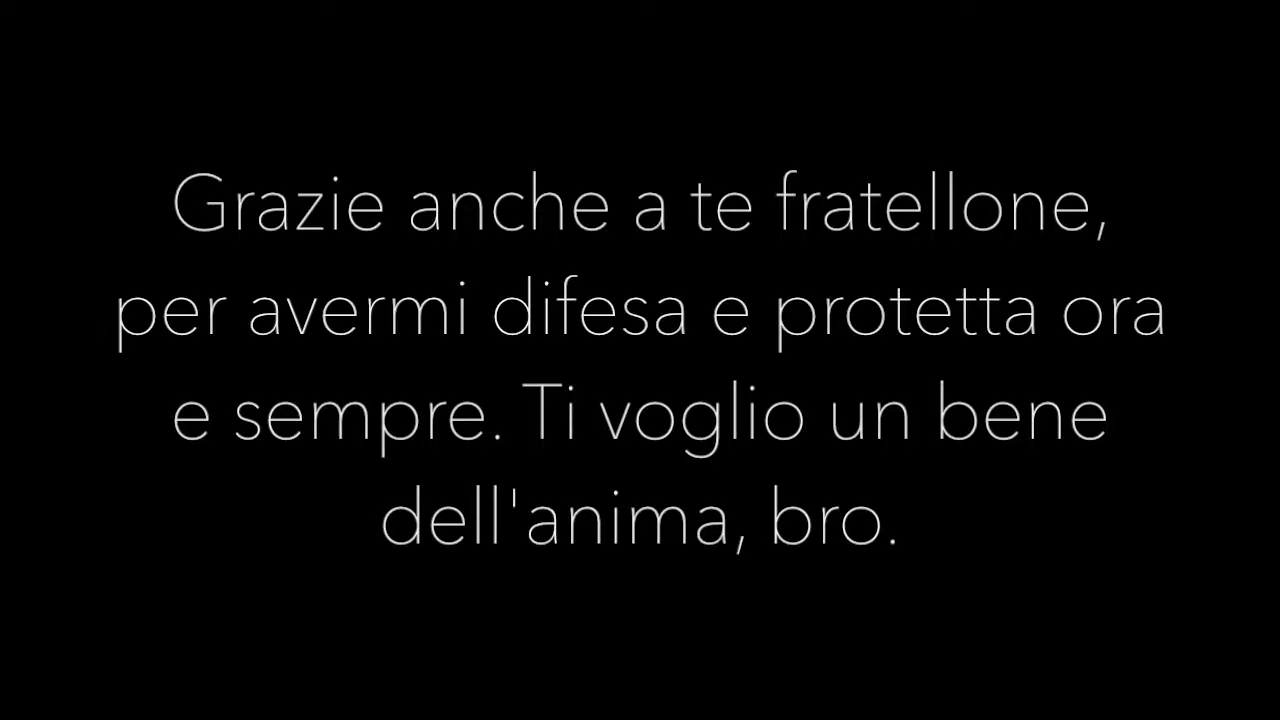 Grazie anche a te fratellone,
per avermi difesa e protetta ora
e sempre. Ti voglio un bene
dell'anima, bro.